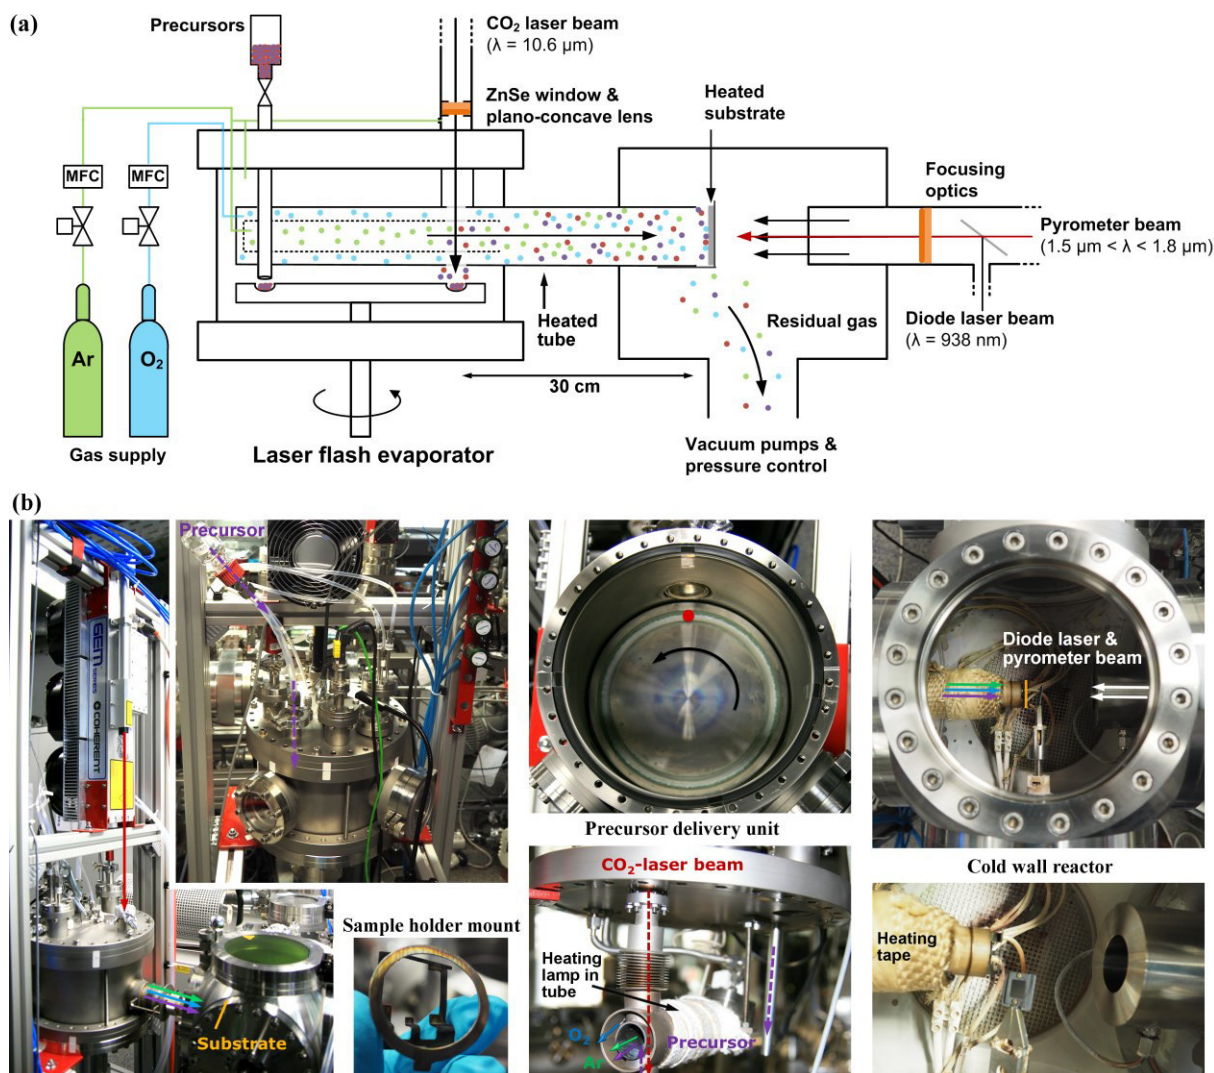 (a)
Precursors
CO₂ laser beam
(λ = 10.6 µm)
ZnSe window &
plano-concave lens
Heated
substrate
MFC
MFC
Focusing
optics
Pyrometer beam
(1.5 µm < λ < 1.8 µm)
Diode laser beam
(λ = 938 nm)
Ar
O₂
Heated
tube
Residual gas
30 cm
Gas supply
Laser flash evaporator
Vacuum pumps &
pressure control
(b)
Precursor
GEM SERIES
COHERENT
Substrate
Sample holder mount
Precursor delivery unit
CO₂-laser beam
Heating
lamp in
tube
O₂
Ar
Precursor
Diode laser &
pyrometer beam
Cold wall reactor
Heating
tape